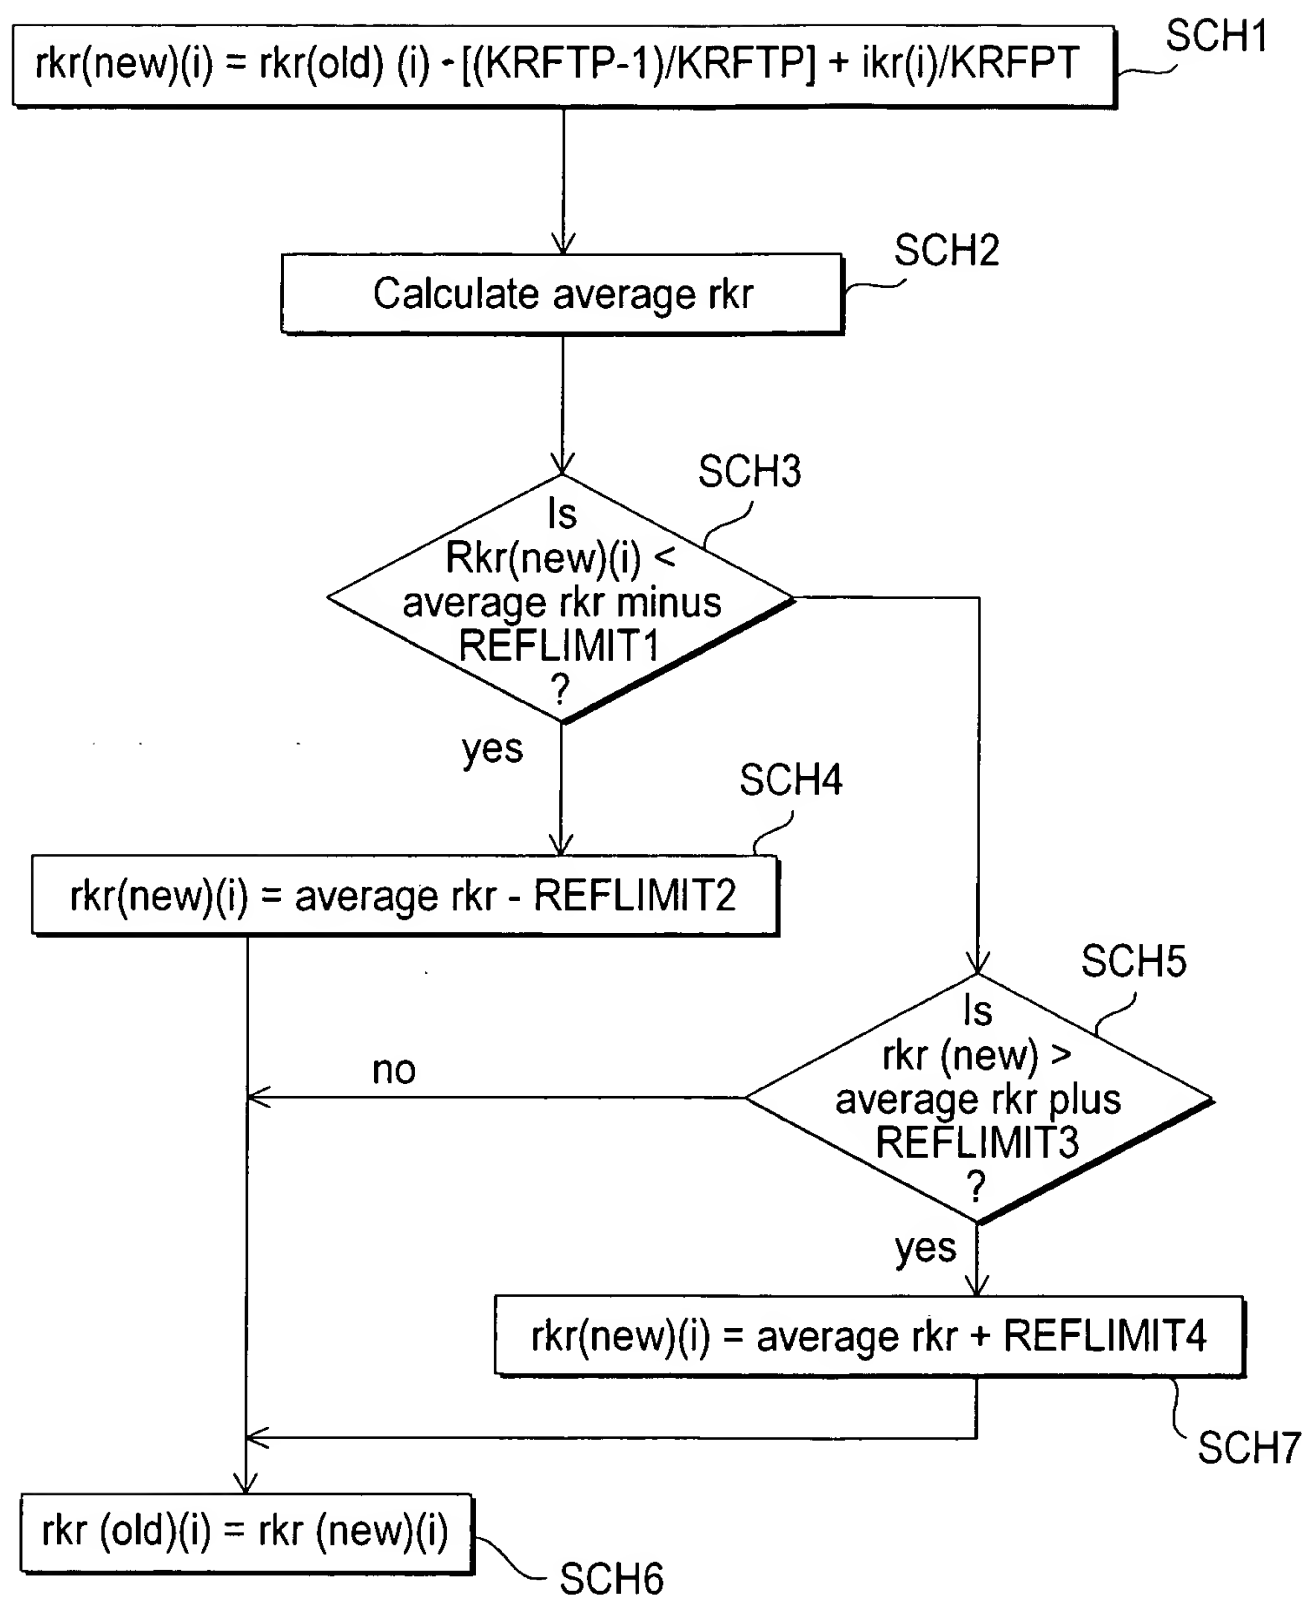 SCH1
rkr(new)(i) = rkr(old) (i) - [(KRFTP-1)/KRFTP] + ikr(i)/KRFPT
SCH2
Calculate average rkr
SCH3
Is
Rkr(new)(i) <
average rkr minus
REFLIMIT1
?
yes
SCH4
rkr(new)(i) = average rkr - REFLIMIT2
SCH5
Is
rkr (new) >
average rkr plus
REFLIMIT3
?
no
yes
rkr(new)(i) = average rkr + REFLIMIT4
SCH7
rkr (old)(i) = rkr (new)(i)
SCH6